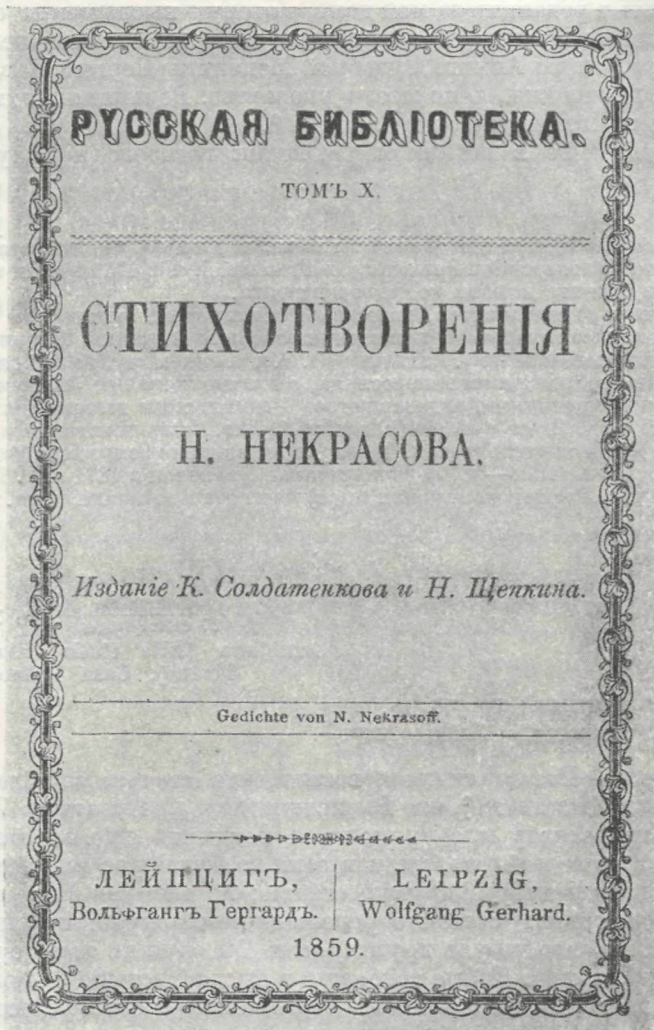 РУССКАЯ БИБЛІОТЕКА.
ТОМЪ X.
СТИХОТВОРЕНІЯ
Н. НЕКРАСОВА.
Изданіе К. Солдатенкова и Н. Щепкина.
Gedichte von N. Nekrasoff.
ЛЕЙПЦИГЪ,
Вольфгангъ Гергардъ.
LEIPZIG,
Wolfgang Gerhard.
1859.